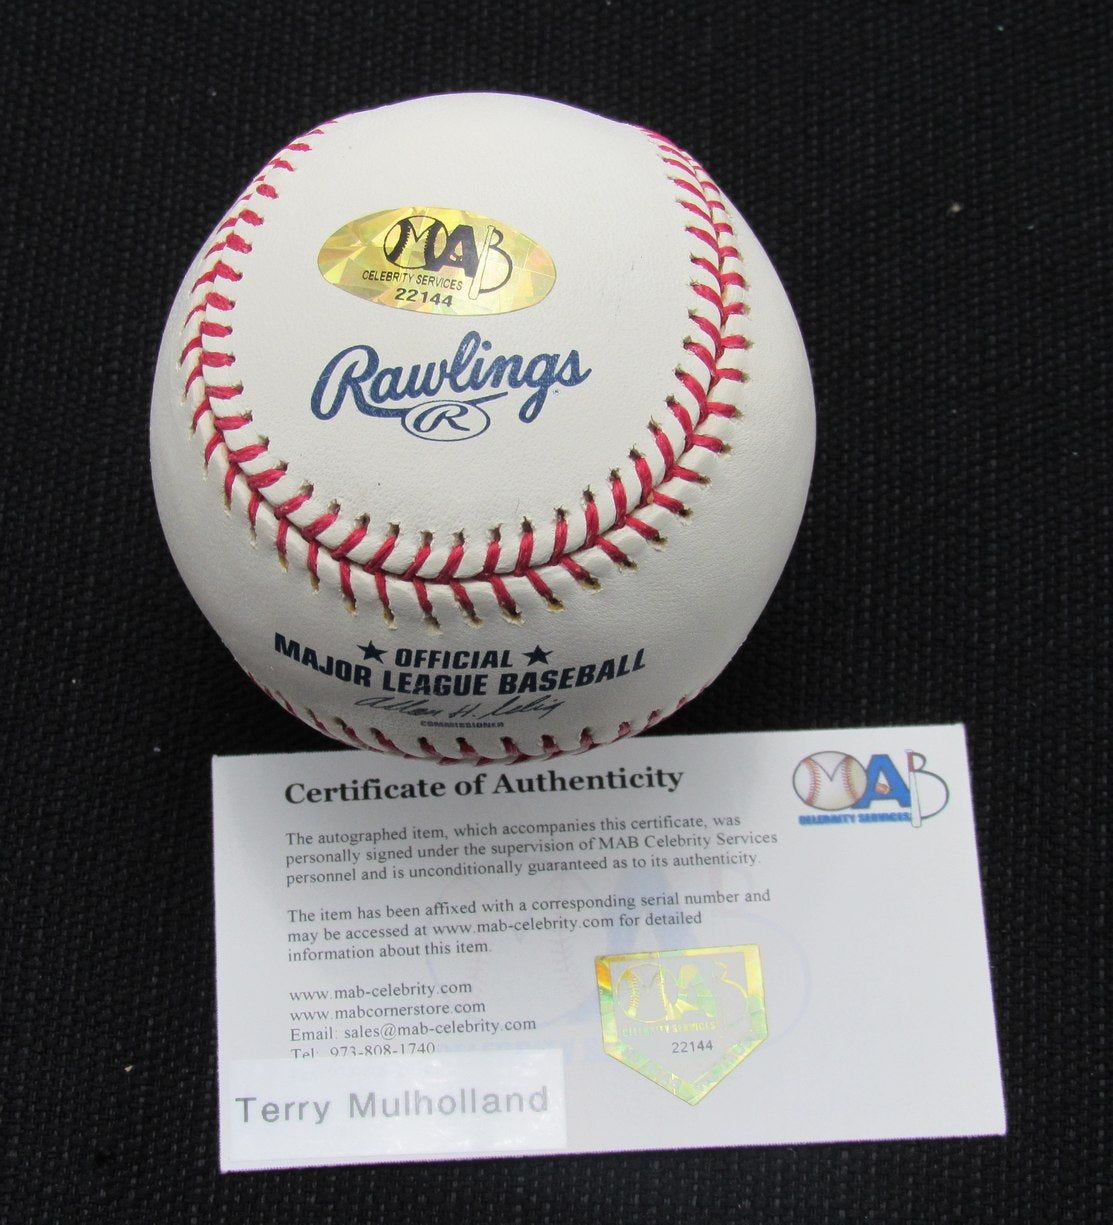 MAB
CELEBRITY SERVICES
22144
Rawlings
R
OFFICIAL
MAJOR LEAGUE BASEBALL
Allan H. Selig
COMMISSIONER
Certificate of Authenticity
MAB
CELEBRITY SERVICES
The autographed item, which accompanies this certificate, was
personally signed under the supervision of MAB Celebrity Services
personnel and is unconditionally guaranteed as to its authenticity.
The item has been affixed with a corresponding serial number and
may be accessed at www.mab-celebrity.com for detailed
information about this item.
www.mab-celebrity.com
www.mabcornerstore.com
Email: sales@mab-celebrity.com
Tel: 973-808-1740
MAB
CELEBRITY SERVICES
22144
Terry Mulholland